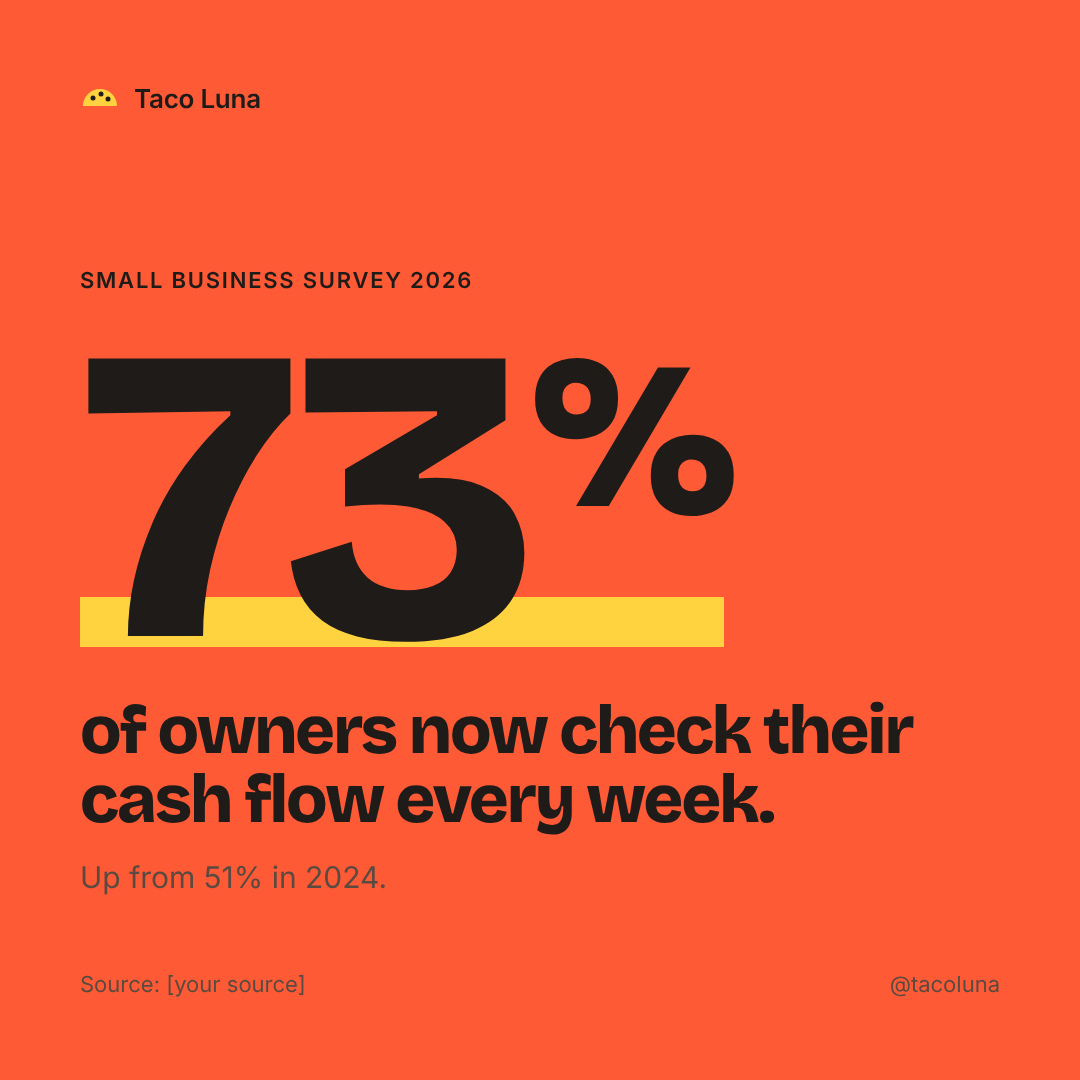 Taco Luna
SMALL BUSINESS SURVEY 2026
73%
of owners now check their
cash flow every week.
Up from 51% in 2024.
Source: [your source]
@tacoluna